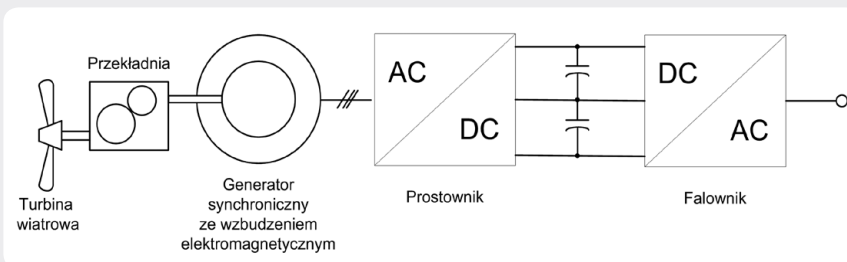 Przekładnia
AC
DC
DC
AC
Turbina
wiatrowa
Generator
synchroniczny
ze wzbudzeniem
elektromagnetycznym
Prostownik
Falownik